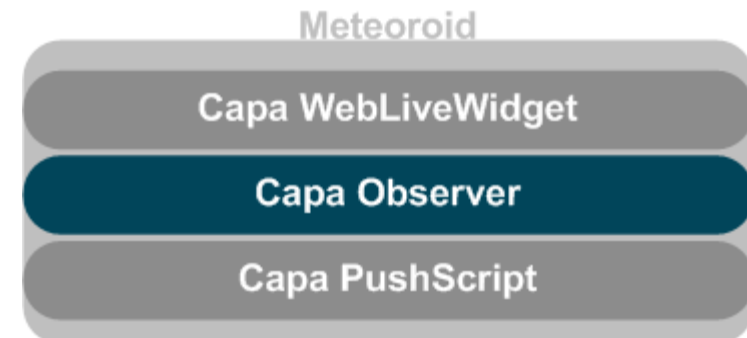 Meteoroid
Capa WebLiveWidget
Capa Observer
Capa PushScript